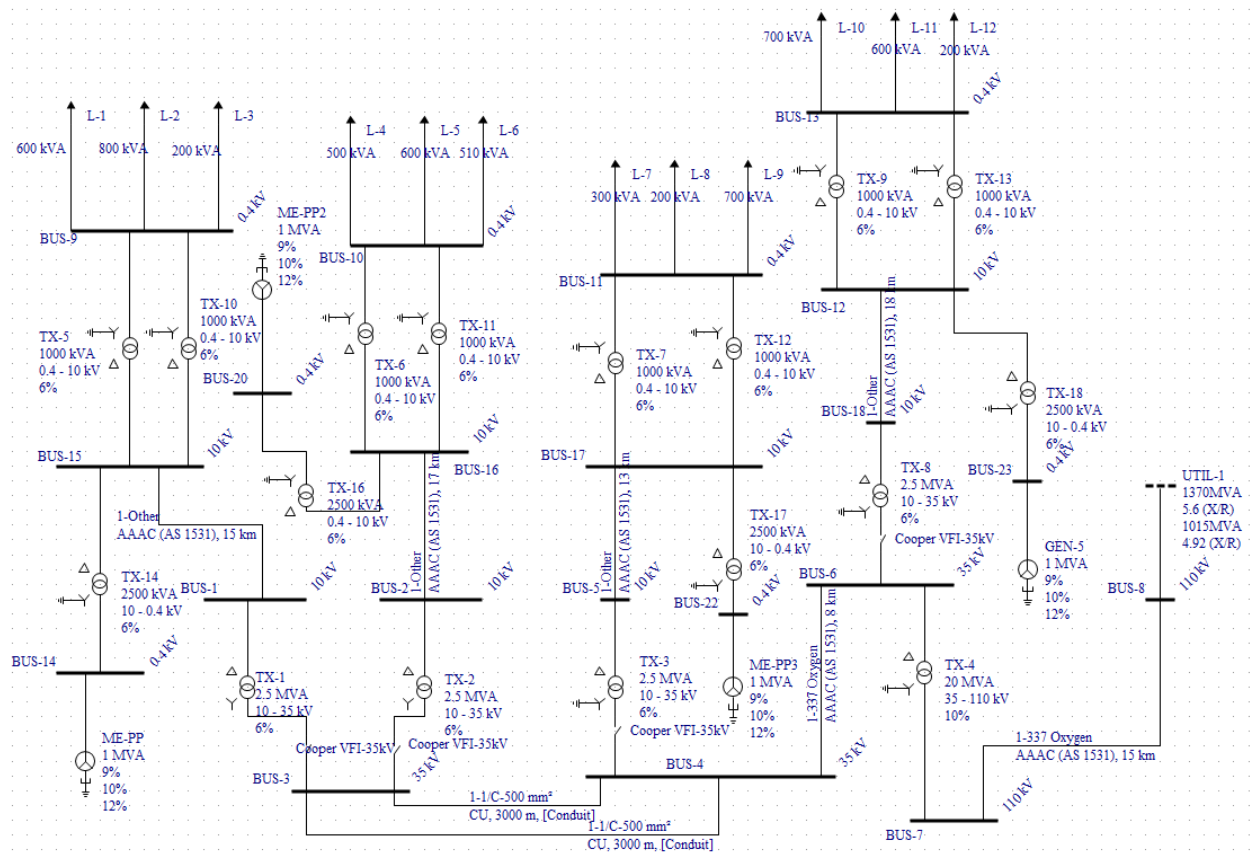 700 kVA
L-10
L-11
600 kVA
L-12
200 kVA
0.4 kV
BUS-13
L-1
600 kVA
L-2
800 kVA
L-3
200 kVA
0.4 kV
BUS-9
L-4
500 kVA
L-5
600 kVA
L-6
510 kVA
0.4 kV
BUS-10
L-7
300 kVA
L-8
200 kVA
L-9
700 kVA
0.4 kV
BUS-11
TX-9
1000 kVA
0.4 - 10 kV
6%
TX-13
1000 kVA
0.4 - 10 kV
6%
10 kV
BUS-12
ME-PP2
1 MVA
9%
10%
12%
TX-5
1000 kVA
0.4 - 10 kV
6%
TX-10
1000 kVA
0.4 - 10 kV
6%
BUS-20
0.4 kV
TX-6
1000 kVA
0.4 - 10 kV
6%
TX-11
1000 kVA
0.4 - 10 kV
6%
TX-7
1000 kVA
0.4 - 10 kV
6%
TX-12
1000 kVA
0.4 - 10 kV
6%
1-Other
AAAC (AS 1531), 18 km
BUS-18
10 kV
TX-18
2500 kVA
10 - 0.4 kV
6%
BUS-15
10 kV
BUS-16
10 kV
BUS-17
10 kV
BUS-23
0.4 kV
TX-16
2500 kVA
0.4 - 10 kV
6%
TX-8
2.5 MVA
10 - 35 kV
6%
Cooper VFI-35kV
UTIL-1
1370MVA
5.6 (X/R)
1015MVA
4.92 (X/R)
1-Other
AAAC (AS 1531), 15 km
1-Other
AAAC (AS 1531), 17 km
1-Other
AAAC (AS 1531), 13 km
TX-17
2500 kVA
10 - 0.4 kV
6%
TX-14
2500 kVA
10 - 0.4 kV
6%
BUS-1
10 kV
BUS-2
10 kV
BUS-5
10 kV
BUS-22
0.4 kV
BUS-6
35 kV
GEN-5
1 MVA
9%
10%
12%
BUS-8
110 kV
BUS-14
0.4 kV
TX-1
2.5 MVA
10 - 35 kV
6%
TX-2
2.5 MVA
10 - 35 kV
6%
TX-3
2.5 MVA
10 - 35 kV
6%
ME-PP3
1 MVA
9%
10%
12%
1-337 Oxygen
AAAC (AS 1531), 8 km
TX-4
20 MVA
35 - 110 kV
10%
ME-PP
1 MVA
9%
10%
12%
Cooper VFI-35kV
Cooper VFI-35kV
Cooper VFI-35kV
1-337 Oxygen
AAAC (AS 1531), 15 km
BUS-3
35 kV
BUS-4
35 kV
1-1/C-500 mm²
CU, 3000 m, [Conduit]
1-1/C-500 mm²
CU, 3000 m, [Conduit]
BUS-7
110 kV